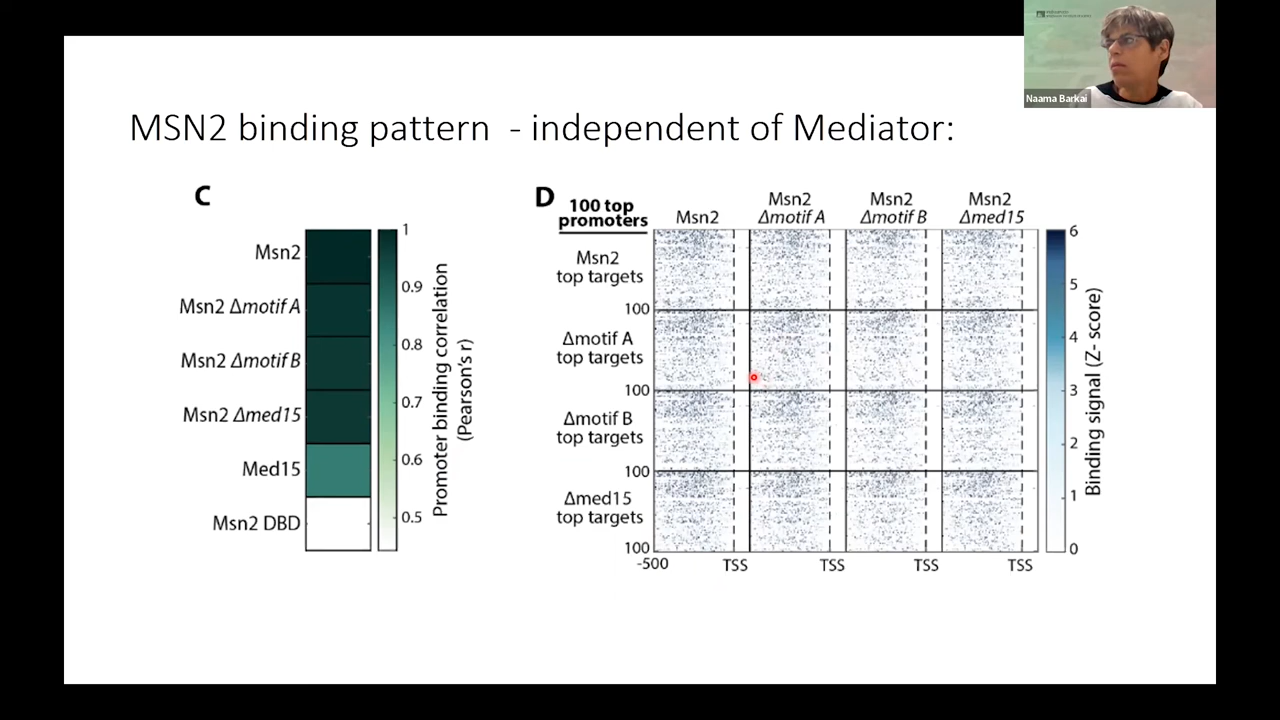 Naama Barkai
MSN2 binding pattern - independent of Mediator:
C
Msn2
Msn2 Δmotif A
Msn2 Δmotif B
Msn2 Δmed15
Med15
Msn2 DBD
1
0.9
0.8
0.7
0.6
0.5
Promoter binding correlation
(Pearson's r)
D
100 top
promoters
Msn2
Msn2
Δmotif A
Msn2
Δmotif B
Msn2
Δmed15
Msn2
top targets
100
Δmotif A
top targets
100
Δmotif B
top targets
100
Δmed15
top targets
100
-500
TSS
TSS
TSS
TSS
6
5
4
3
2
1
0
Binding signal (Z- score)